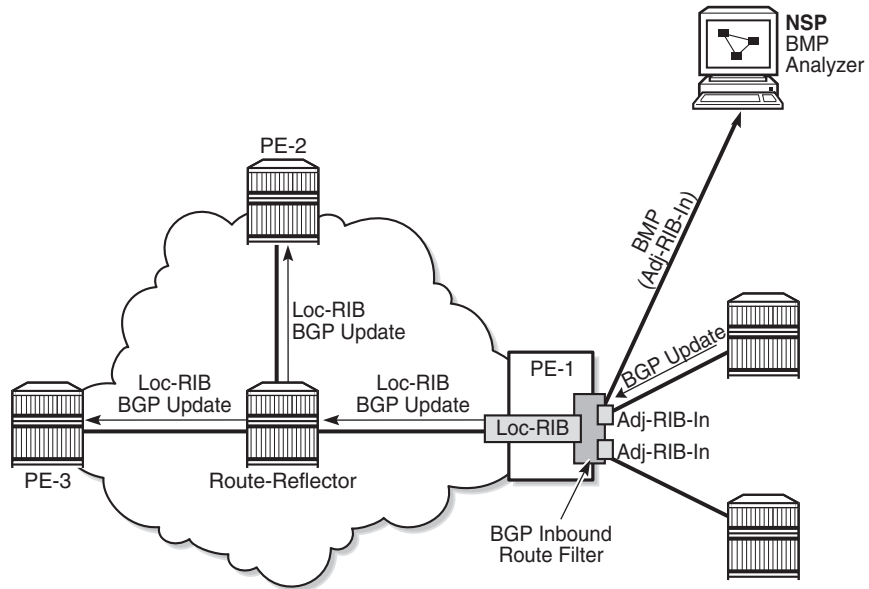 NSP
BMP
Analyzer
PE-2
BMP
(Adj-RIB-In)
Loc-RIB
BGP Update
BGP Update
PE-1
Loc-RIB
BGP Update
Loc-RIB
BGP Update
Loc-RIB
Adj-RIB-In
Adj-RIB-In
PE-3
Route-Reflector
BGP Inbound
Route Filter